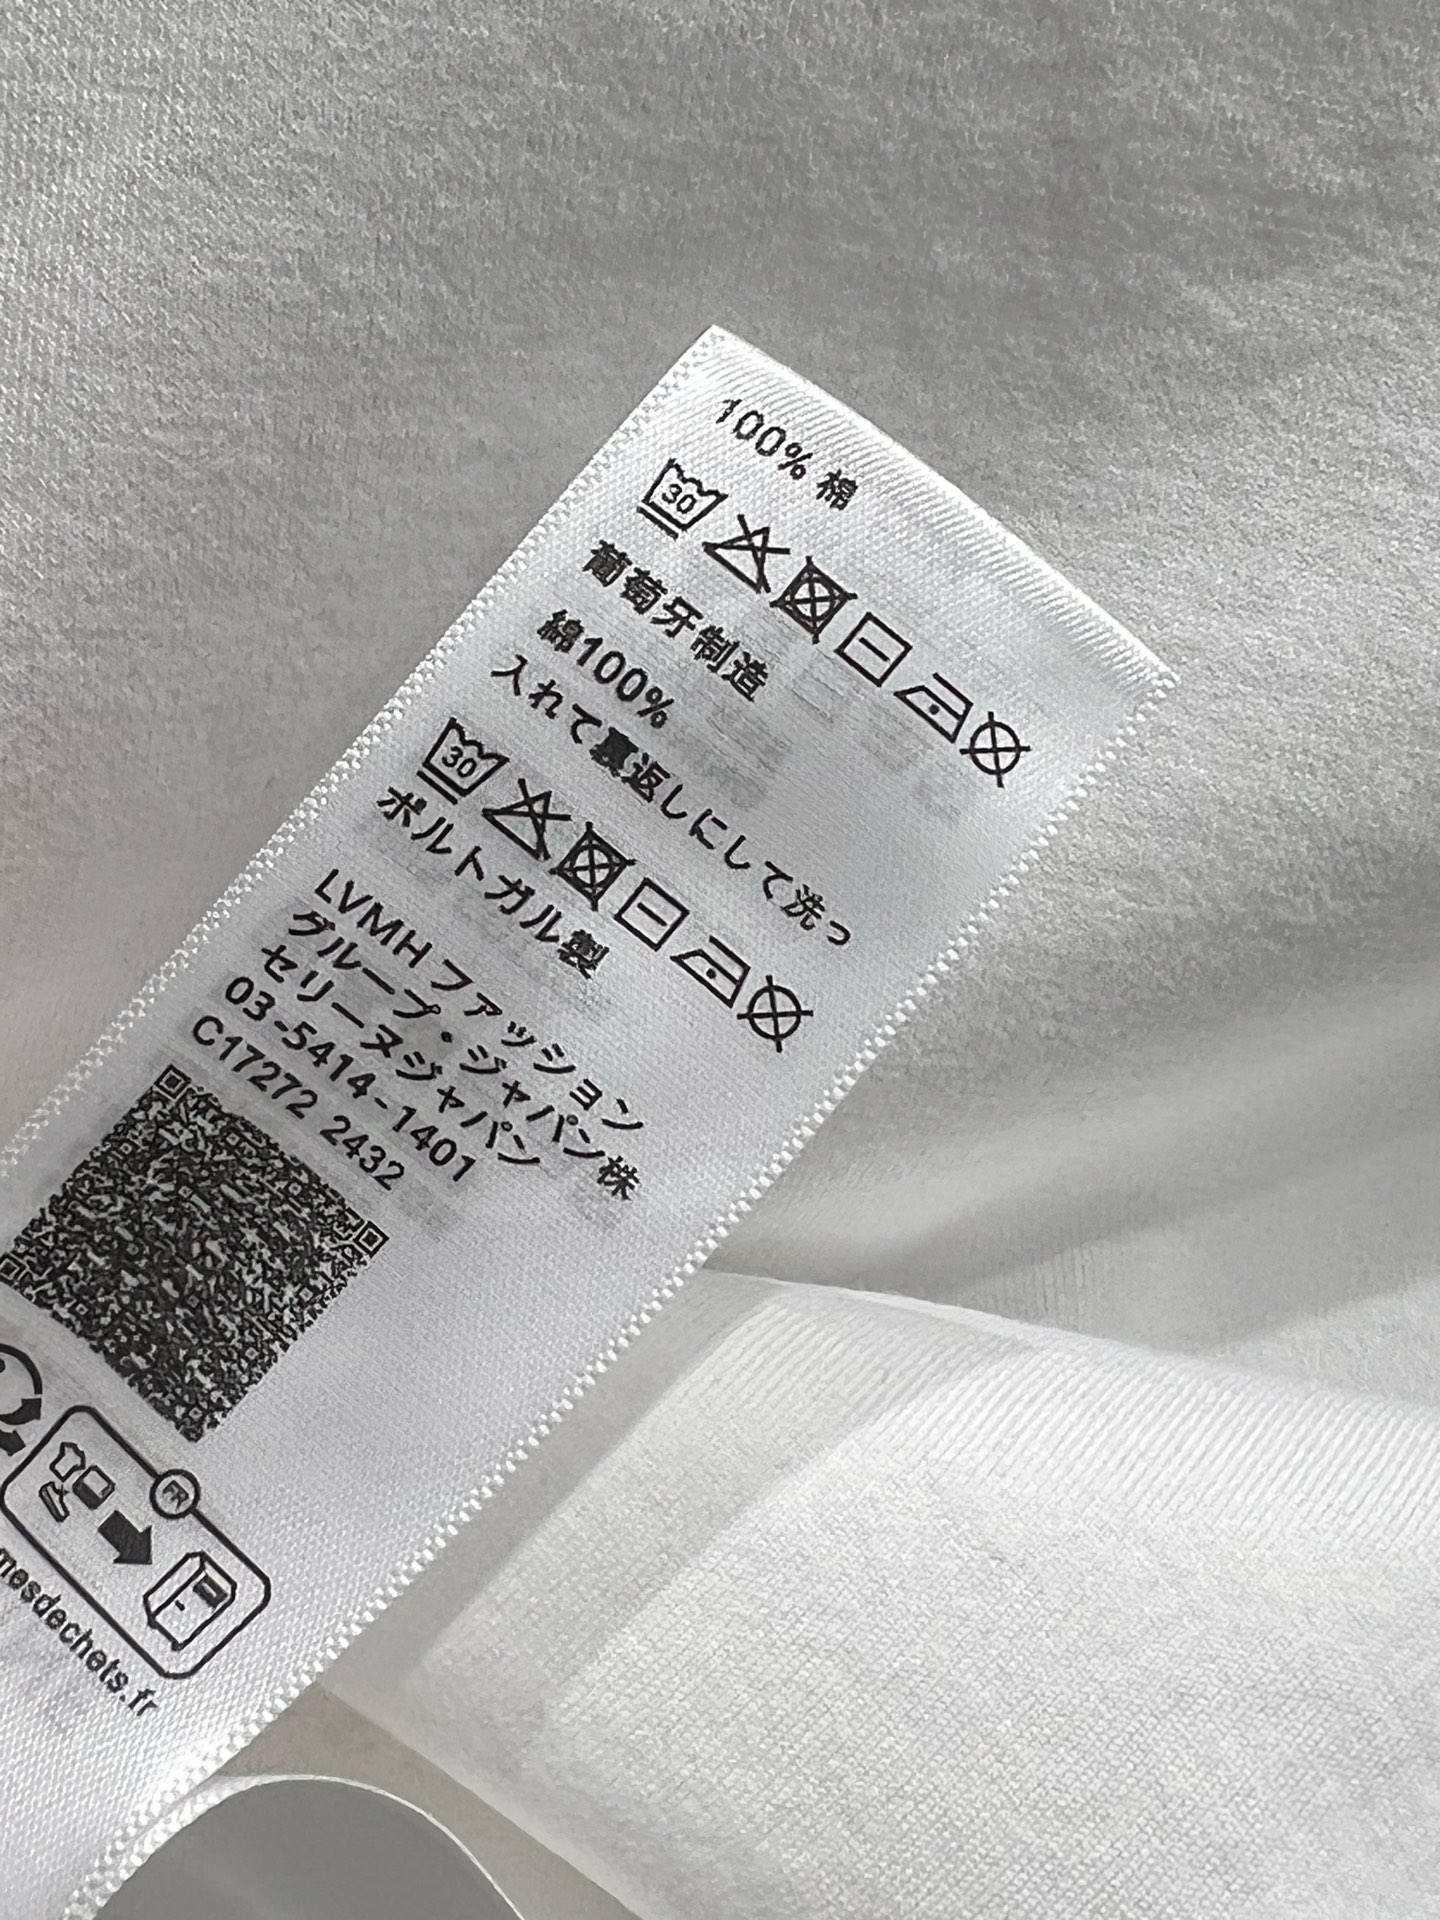 100% 棉
30
葡萄牙制造
綿100%
入れて裏返しにして洗っ
30
ポルトガル製
LVMH ファッション
グループ・ジャパン株
セリーヌジャパン
03-5414-1401
C17272 2432
FR
mesdechets.fr